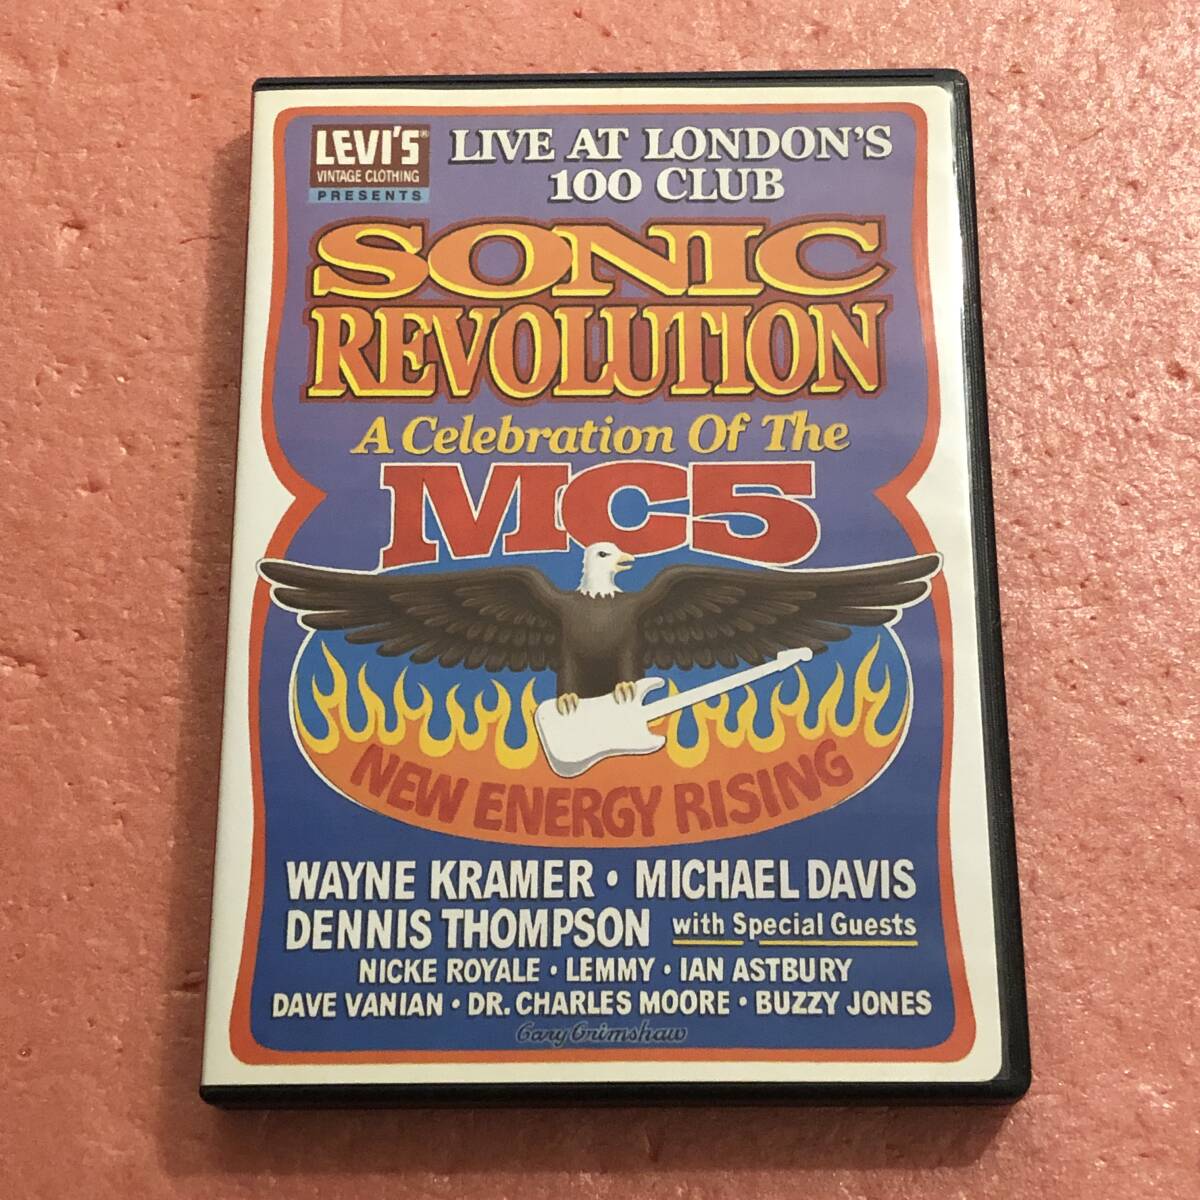 LEVI'S®
VINTAGE CLOTHING
PRESENTS
LIVE AT LONDON'S
100 CLUB
SONIC
REVOLUTION
A Celebration Of The
MC5
NEW ENERGY RISING
WAYNE KRAMER • MICHAEL DAVIS
DENNIS THOMPSON with Special Guests
NICKE ROYALE • LEMMY • IAN ASTBURY
DAVE VANIAN • DR. CHARLES MOORE • BUZZY JONES
Gary Grimshaw